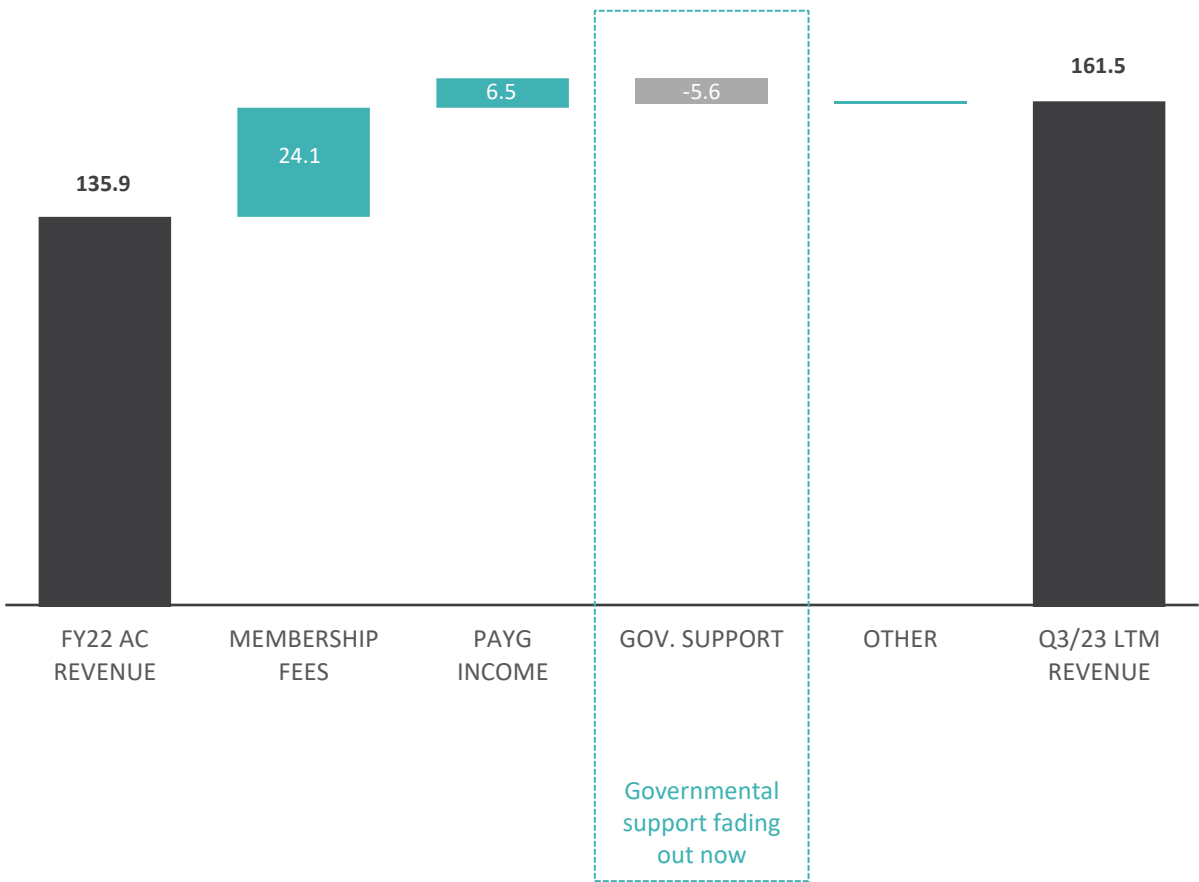 161.5
6.5
-5.6
24.1
135.9
FY22 AC
REVENUE
MEMBERSHIP
FEES
PAYG
INCOME
GOV. SUPPORT
OTHER
Q3/23 LTM
REVENUE
Governmental
support fading
out now